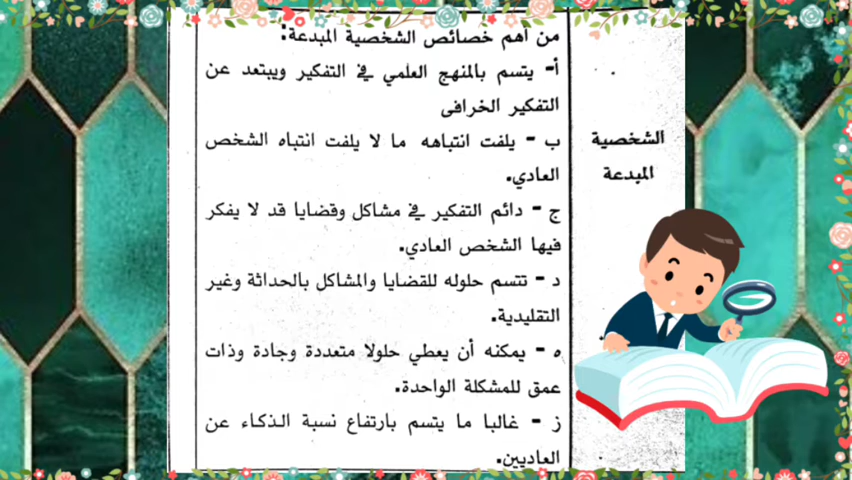 من أهم خصائص الشخصية المبدعة:
أ- يتسم بالمنهج العلمي في التفكير ويبتعد عن
التفكير الخرافى
الشخصية
المبدعة
ب - يلفت انتباهه ما لا يلفت انتباه الشخص
العادي.
ج - دائم التفكير في مشاكل وقضايا قد لا يفكر
فيها الشخص العادي.
د - تتسم حلوله للقضايا والمشاكل بالحداثة وغير
التقليدية.
ه - يمكنه أن يعطي حلولا متعددة وجادة وذات
عمق للمشكلة الواحدة.
ز - غالبا ما يتسم بارتفاع نسبة الذكاء عن
العاديين.